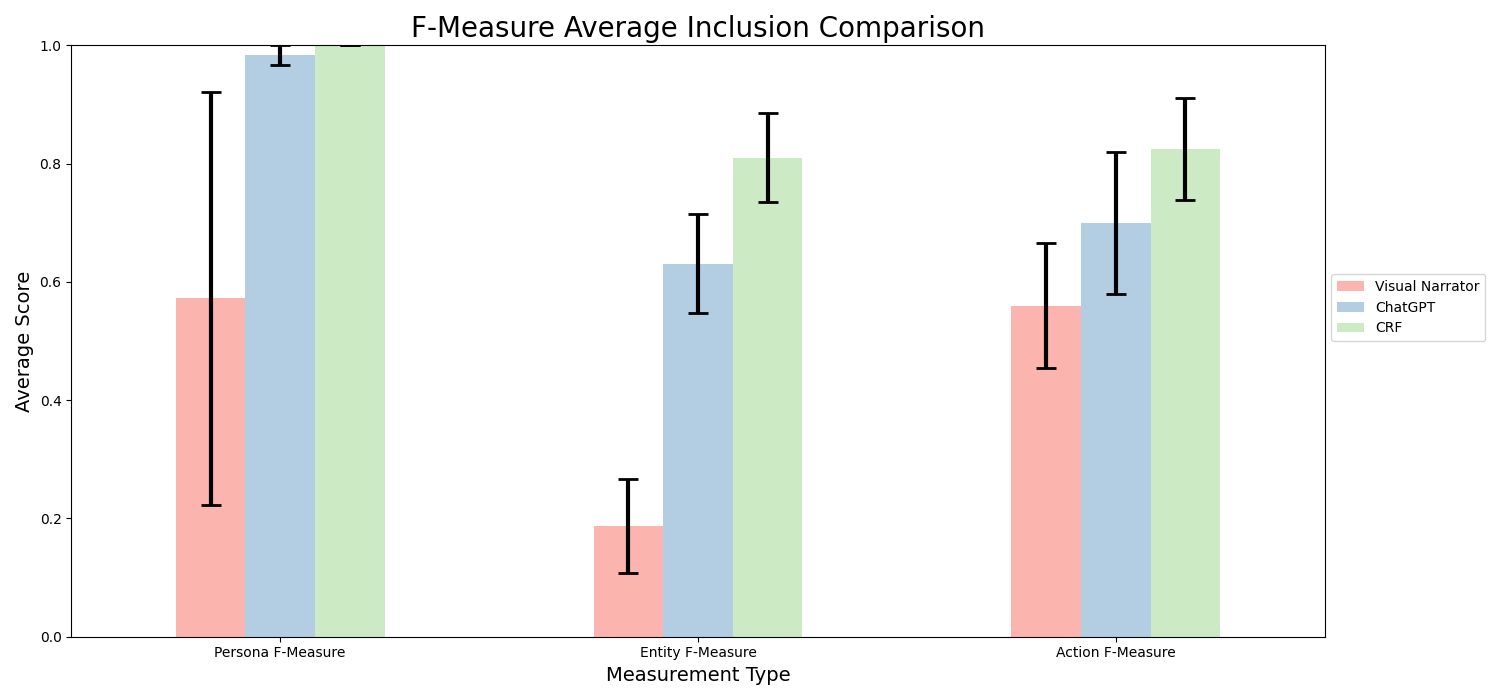 F-Measure Average Inclusion Comparison
1.0
0.8
0.6
0.4
0.2
0.0
Average Score
Persona F-Measure
Entity F-Measure
Action F-Measure
Measurement Type
Visual Narrator
ChatGPT
CRF